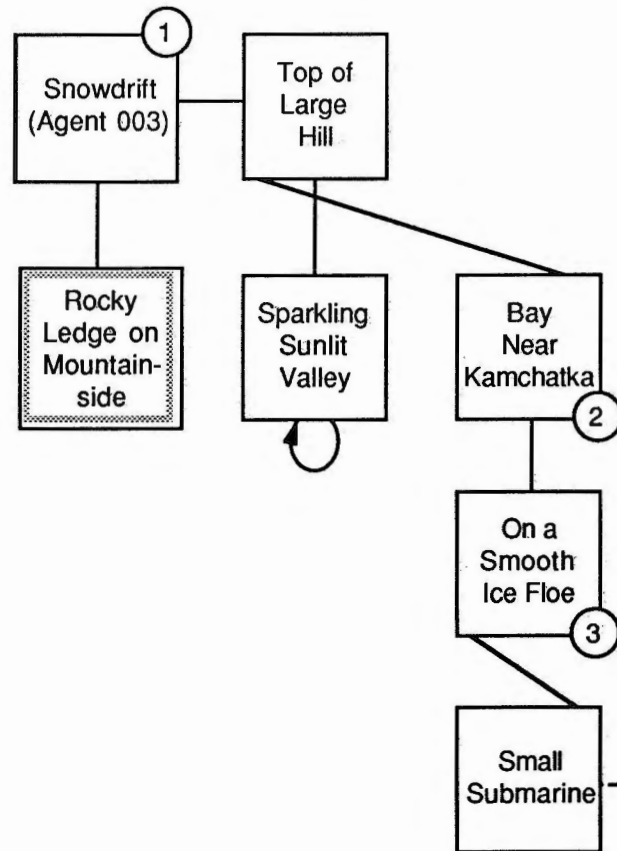 1
Snowdrift
(Agent 003)
Top of
Large
Hill
Rocky
Ledge on
Mountain-
side
Sparkling
Sunlit
Valley
Bay
Near
Kamchatka
2
On a
Smooth
Ice Floe
3
Small
Submarine